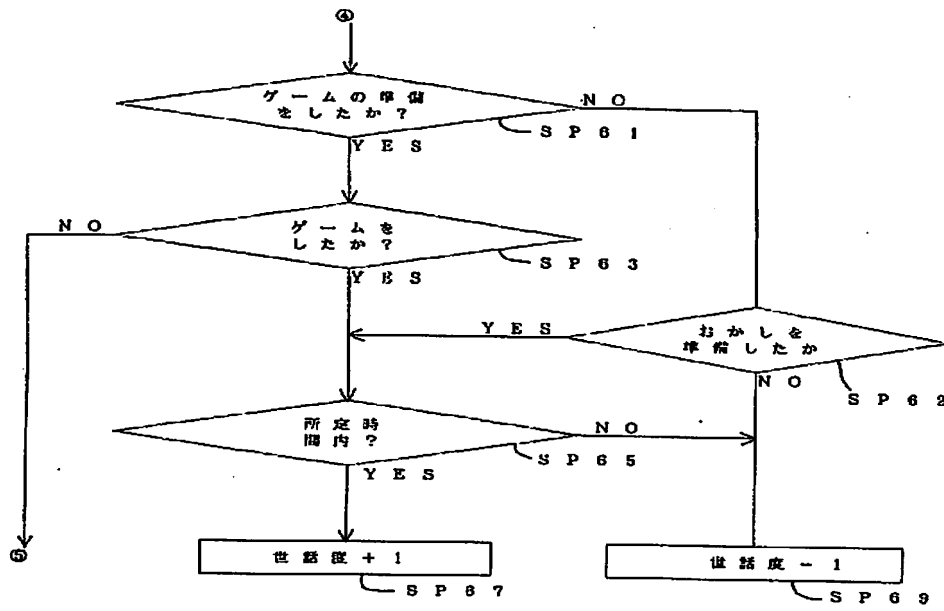 ④
ゲームの準備
をしたか?
NO
SP61
YES
NO
ゲームを
したか?
SP63
YES
YES
おかしを
準備したか
NO
SP62
所定時
間内?
NO
SP65
YES
⑤
世話度+1
SP67
世話度-1
SP69